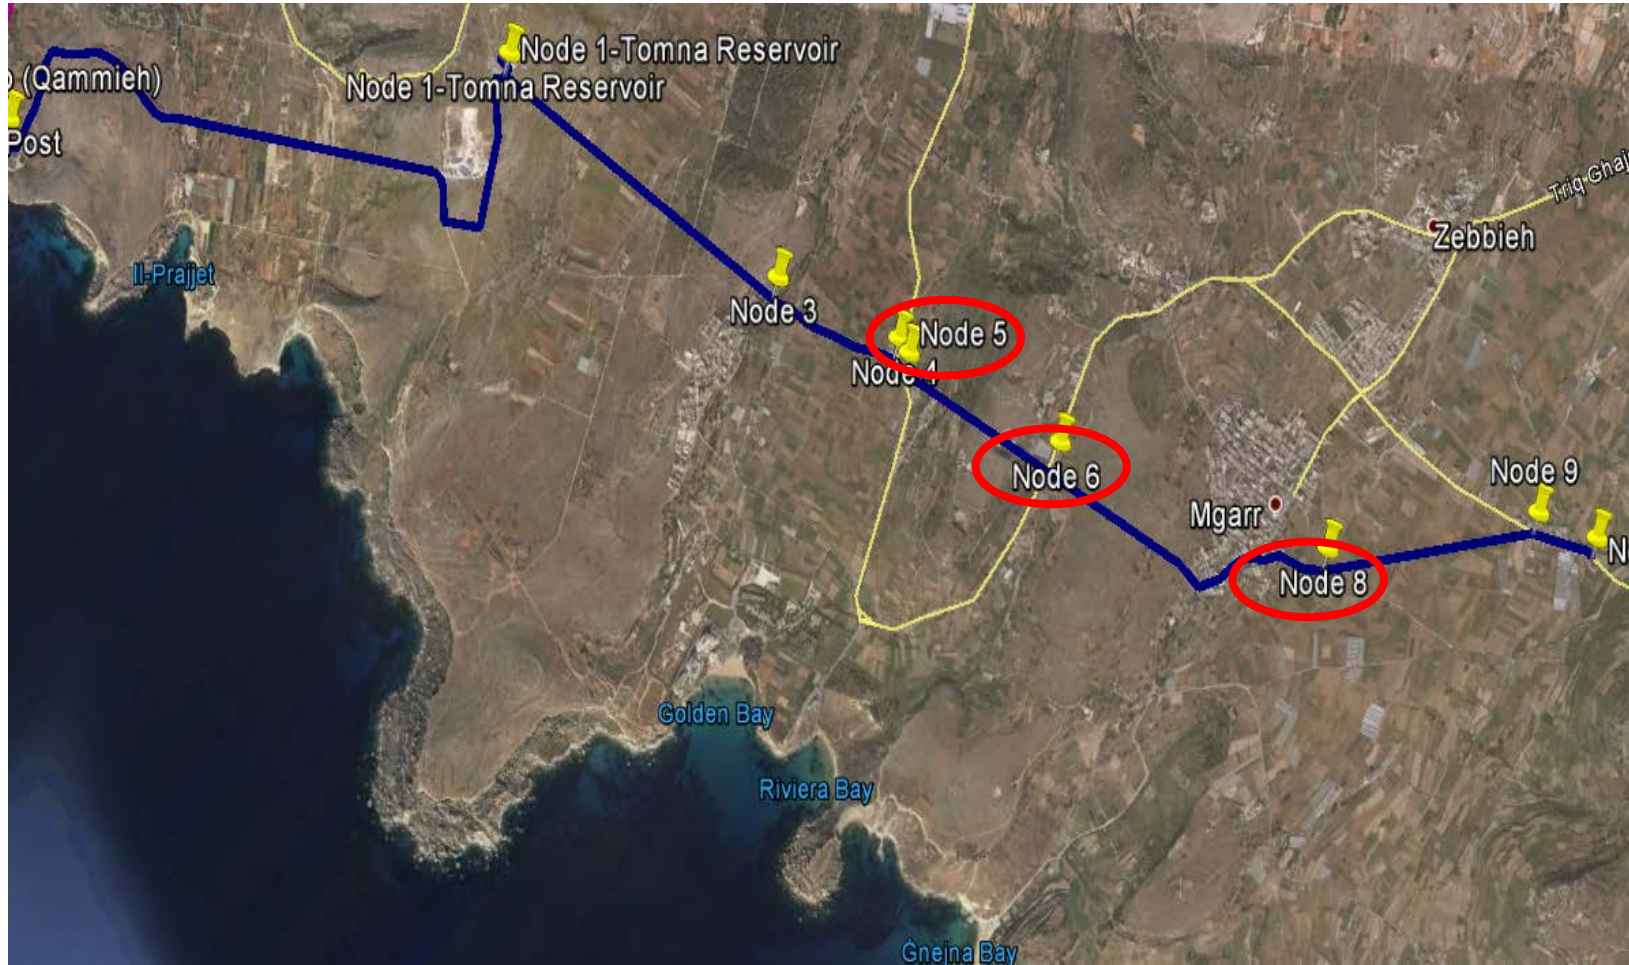 Node 1-Tomna Reservoir
(Qammieh)
Node 1-Tomna Reservoir
Post
Triq Ghaj
Zebbieh
Il-Prajjet
Node 3
Node 5
Node 4
Node 6
Node 9
Mgarr
Node 8
Golden Bay
Riviera Bay
Ġnejna Bay